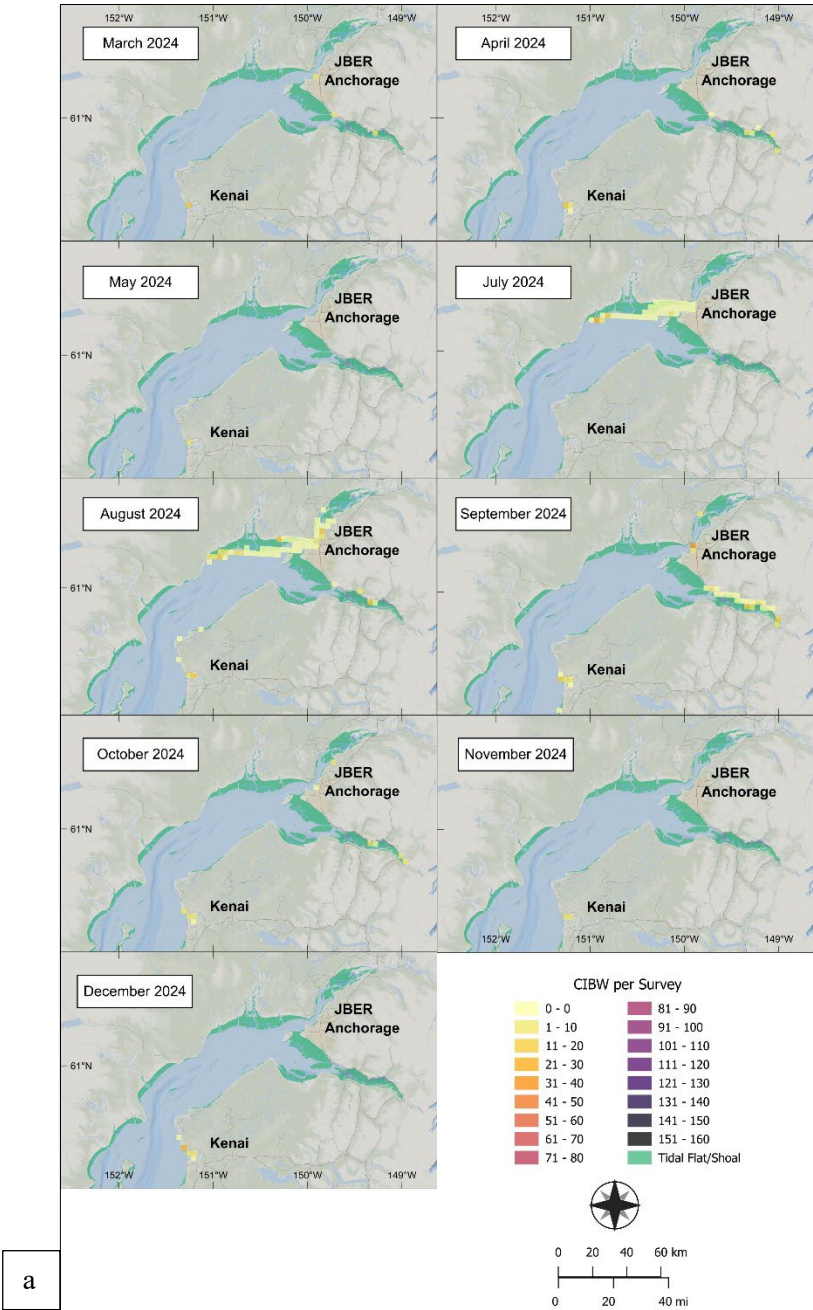 March 2024
JBER
Anchorage
61°N
Kenai
152°W
151°W
150°W
149°W
April 2024
JBER
Anchorage
Kenai
152°W
151°W
150°W
149°W
May 2024
JBER
Anchorage
61°N
Kenai
July 2024
JBER
Anchorage
Kenai
August 2024
JBER
Anchorage
61°N
Kenai
September 2024
JBER
Anchorage
Kenai
October 2024
JBER
Anchorage
61°N
Kenai
November 2024
JBER
Anchorage
Kenai
152°W
151°W
150°W
149°W
December 2024
JBER
Anchorage
61°N
Kenai
152°W
151°W
150°W
149°W
CIBW per Survey
0 - 0
1 - 10
11 - 20
21 - 30
31 - 40
41 - 50
51 - 60
61 - 70
71 - 80
81 - 90
91 - 100
101 - 110
111 - 120
121 - 130
131 - 140
141 - 150
151 - 160
Tidal Flat/Shoal
0 20 40 60 km
0 20 40 mi
a